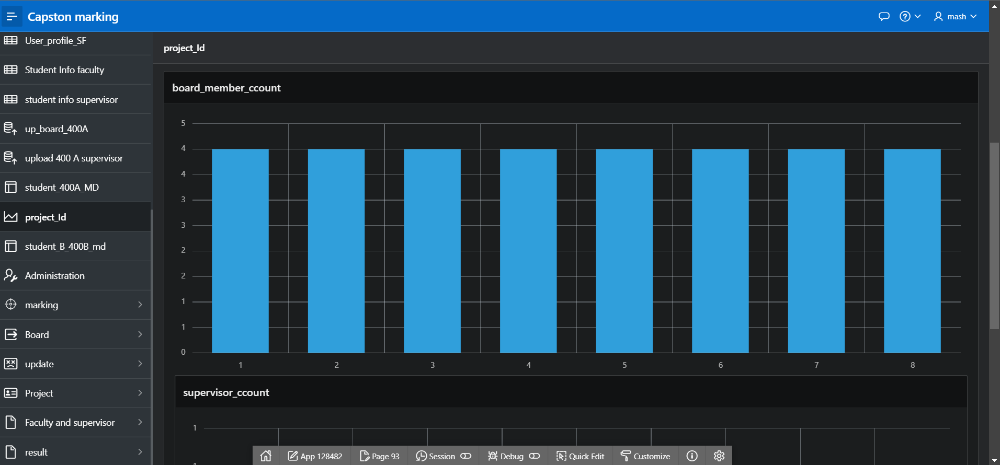 Capston marking
mash
User_profile_SF
Student Info faculty
student info supervisor
up_board_400A
upload 400 A supervisor
student_400A_MD
project_Id
student_B_400B_md
Administration
marking
Board
update
Project
Faculty and supervisor
result
project_Id
board_member_ccount
5
4
4
3
3
2
2
1
1
0
1 2 3 4 5 6 7 8
supervisor_ccount
1
App 128482 Page 93 Session Debug Quick Edit Customize